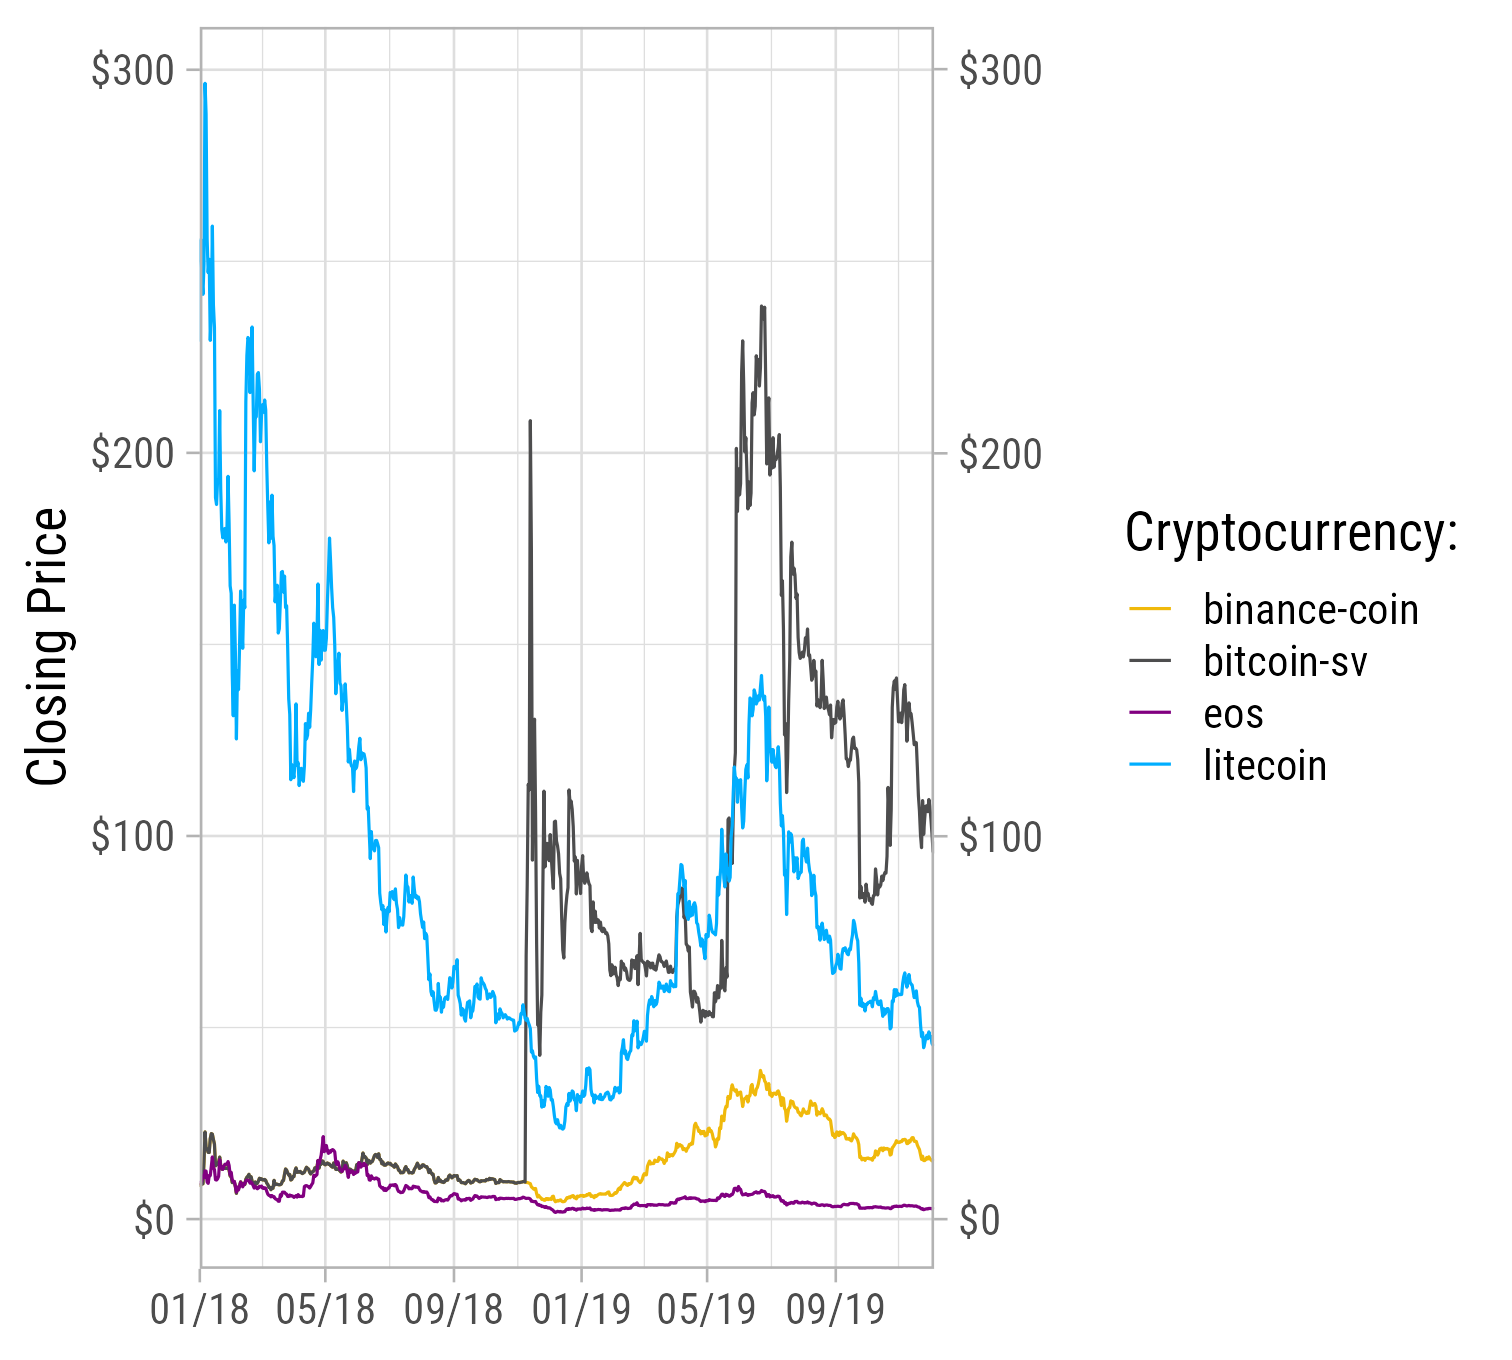 $300
$200
$100
$0
$300
$200
$100
$0
Closing Price
01/18 05/18 09/18 01/19 05/19 09/19
Cryptocurrency:
binance-coin
bitcoin-sv
eos
litecoin